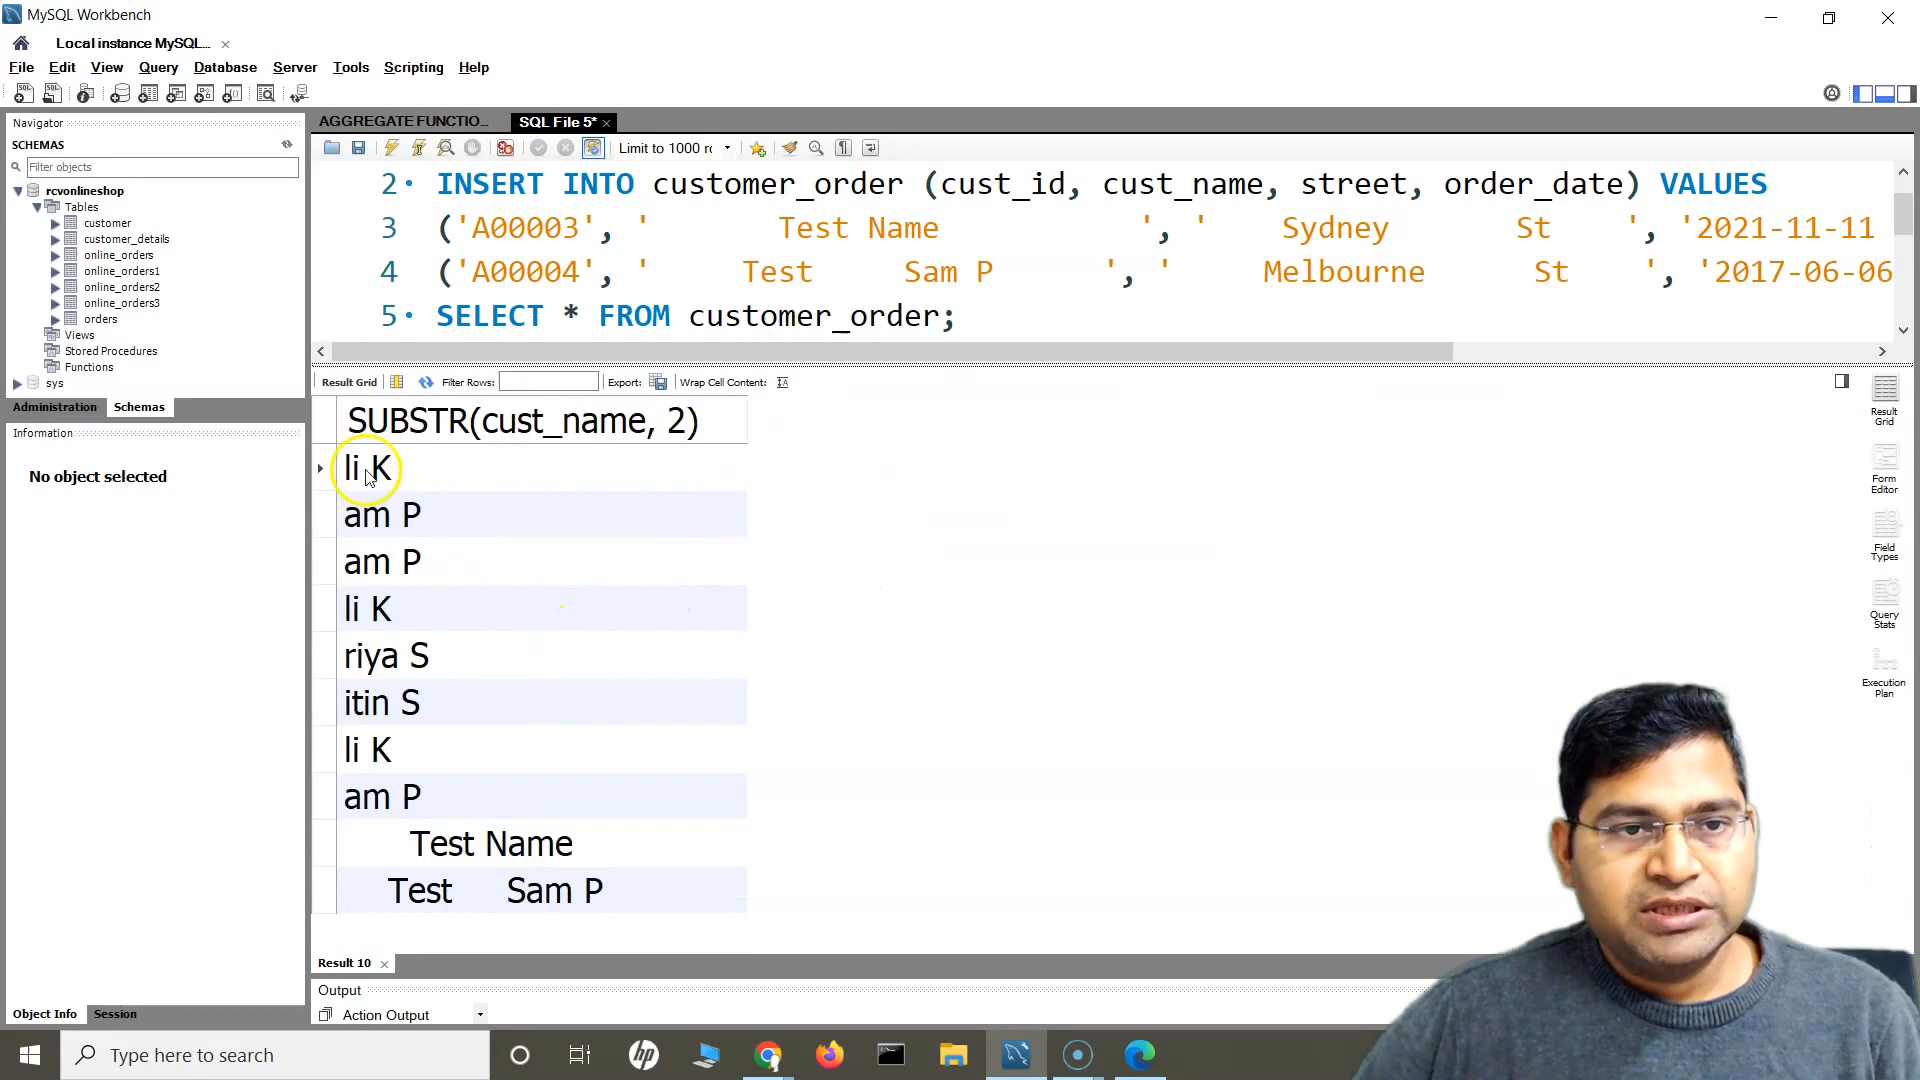 MySQL Workbench
Local instance MySQL...
File Edit View Query Database Server Tools Scripting Help
Navigator
SCHEMAS
Filter objects
rcvonlineshop
Tables
customer
customer_details
online_orders
online_orders1
online_orders2
online_orders3
orders
Views
Stored Procedures
Functions
sys
Administration Schemas
Information
No object selected
Object Info Session
AGGREGATE FUNCTIO... SQL File 5*
Limit to 1000 rc
2 INSERT INTO customer_order (cust_id, cust_name, street, order_date) VALUES
3 ('A00003', ' Test Name ', ' Sydney St ', '2021-11-11
4 ('A00004', ' Test Sam P ', ' Melbourne St ', '2017-06-06
5 SELECT * FROM customer_order;
Result Grid Filter Rows: Export: Wrap Cell Content:
SUBSTR(cust_name, 2)
li K
am P
am P
li K
riya S
itin S
li K
am P
Test Name
Test Sam P
Result Grid
Form Editor
Field Types
Query Stats
Execution Plan
Result 10
Output
Action Output
Type here to search
hp